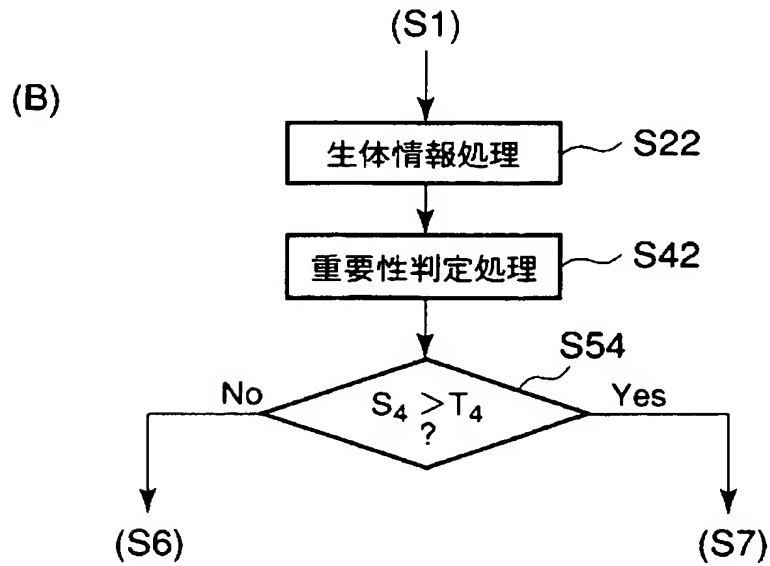 (S1)
(B)
生体情報処理 S22
重要性判定処理 S42
S54
No S₄ >T₄ Yes
?
(S6) (S7)